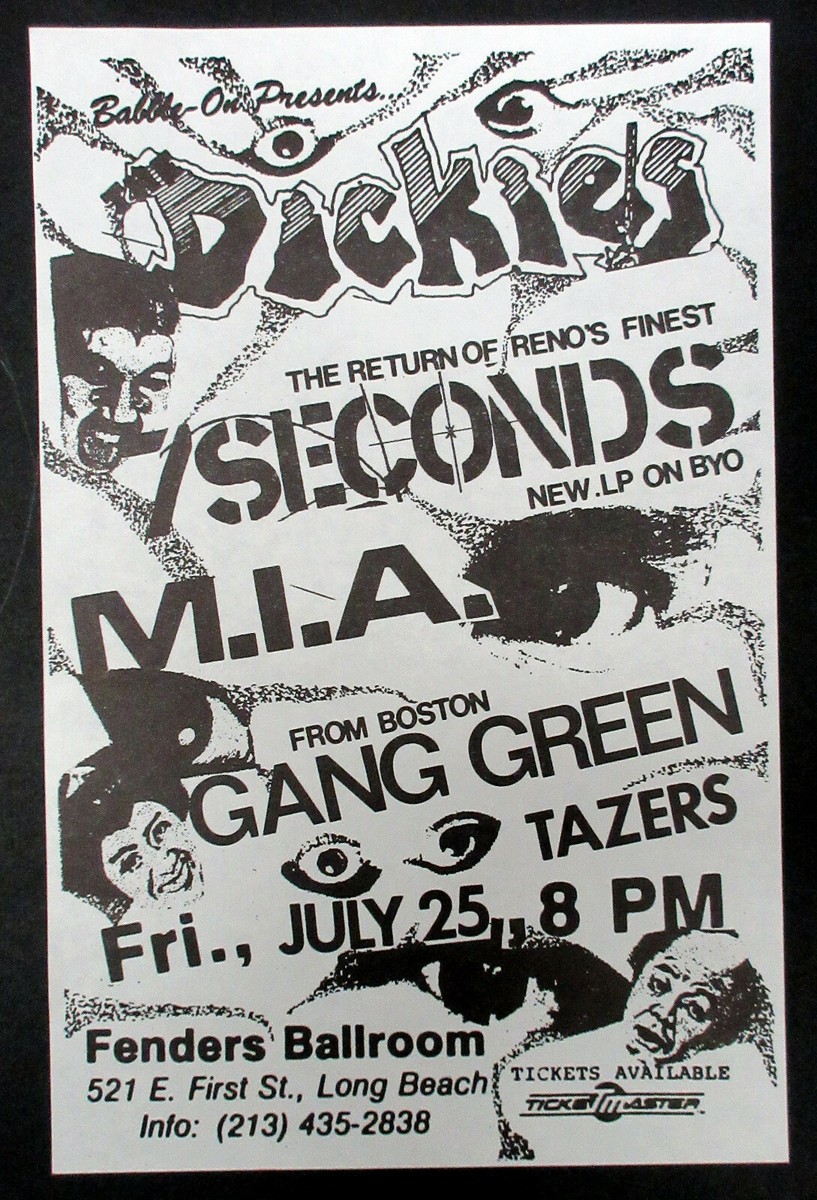 Babble-On Presents...
THE Dickies
THE RETURN OF RENO'S FINEST
7SECONDS
NEW.LP ON BYO
M.I.A.
FROM BOSTON
GANG GREEN
TAZERS
Fri., JULY 25,, 8 PM
Fenders Ballroom
521 E. First St., Long Beach
Info: (213) 435-2838
TICKETS AVAILABLE
TICKETMASTER